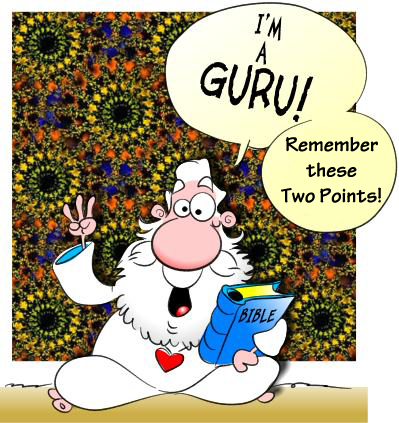 I'M
A
GURU!
Remember
these
Two Points!
BIBLE